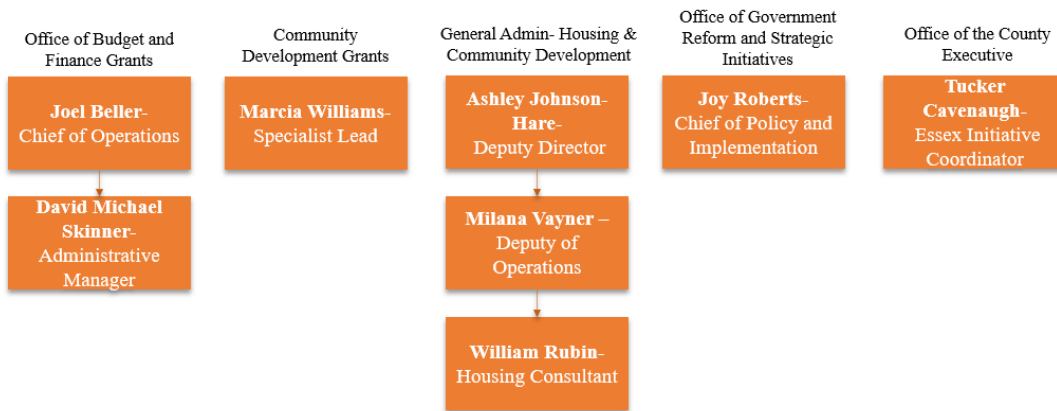 Office of Budget and
Finance Grants
Joel Beller-
Chief of Operations
David Michael
Skinner-
Administrative
Manager
Community
Development Grants
Marcia Williams-
Specialist Lead
General Admin- Housing &
Community Development
Ashley Johnson-
Hare-
Deputy Director
Milana Vayner –
Deputy of
Operations
William Rubin-
Housing Consultant
Office of Government
Reform and Strategic
Initiatives
Joy Roberts-
Chief of Policy and
Implementation
Office of the County
Executive
Tucker
Cavenaugh-
Essex Initiative
Coordinator